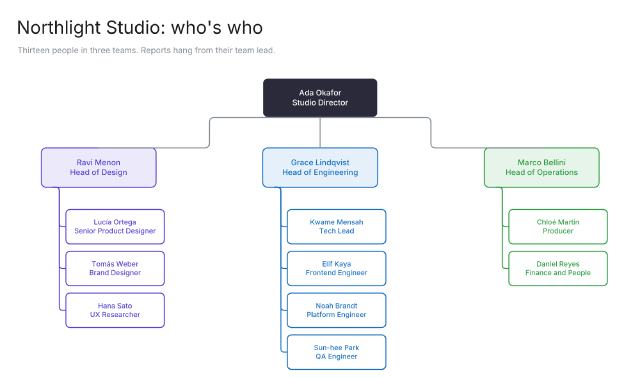 Northlight Studio: who's who
Thirteen people in three teams. Reports hang from their team lead.
Ada Okafor
Studio Director
Ravi Menon
Head of Design
Lucía Ortega
Senior Product Designer
Tomás Weber
Brand Designer
Hana Sato
UX Researcher
Grace Lindqvist
Head of Engineering
Kwame Mensah
Tech Lead
Elif Kaya
Frontend Engineer
Noah Brandt
Platform Engineer
Sun-hee Park
QA Engineer
Marco Bellini
Head of Operations
Chloé Martin
Producer
Daniel Reyes
Finance and People